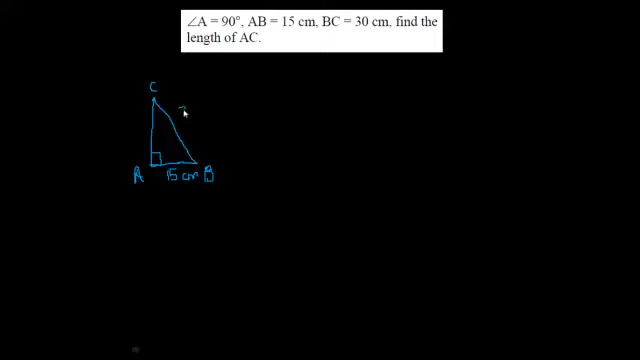 ∠A = 90°, AB = 15 cm, BC = 30 cm, find the
length of AC.
C
A 15 cm B